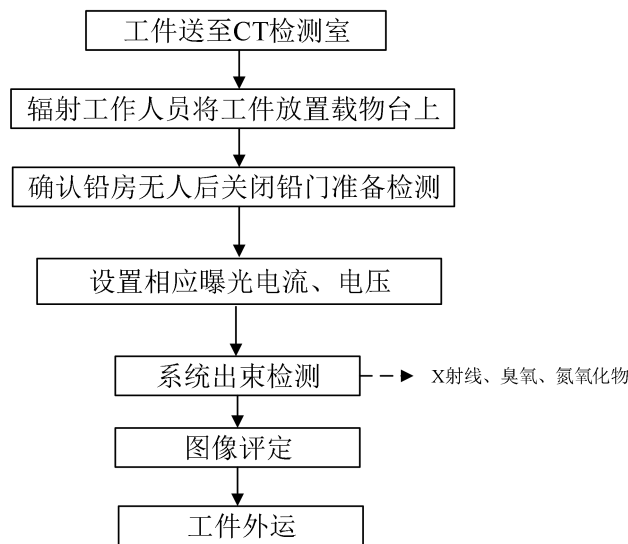 工件送至CT检测室
辐射工作人员将工件放置载物台上
确认铅房无人后关闭铅门准备检测
设置相应曝光电流、电压
系统出束检测
X射线、臭氧、氮氧化物
图像评定
工件外运